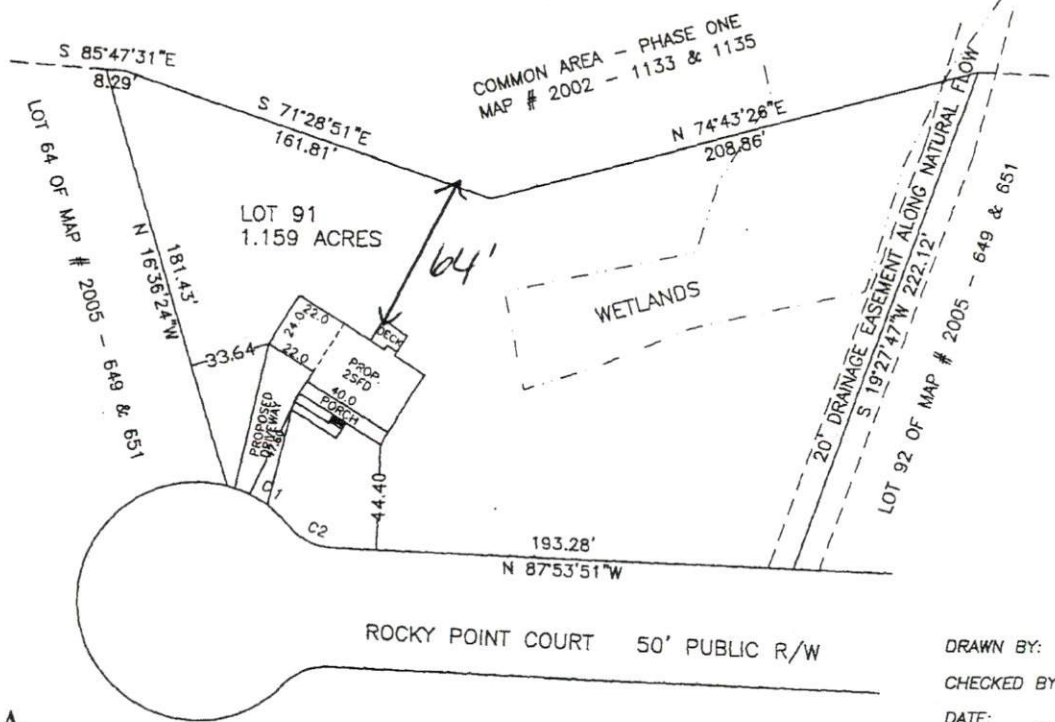 S 85°47'31"E
8.29'
COMMON AREA - PHASE ONE
MAP # 2002 - 1133 & 1135
S 71°28'51"E
161.81'
N 74°43'26"E
208.86'
LOT 64 OF MAP # 2005 - 649 & 651
N 16°36'24"W
181.43'
LOT 91
1.159 ACRES
64'
WETLANDS
20' DRAINAGE EASEMENT ALONG NATURAL FLOW
S 19°27'47"W 222.12'
LOT 92 OF MAP # 2005 - 649 & 651
22.0
24.0
22.0
DECK
PROP.
2SFD
40.0
PORCH
33.64
PROPOSED
DRIVEWAY
44.40
C1
C2
193.28'
N 87°53'51"W
ROCKY POINT COURT 50' PUBLIC R/W
DRAWN BY:
CHECKED BY
DATE: